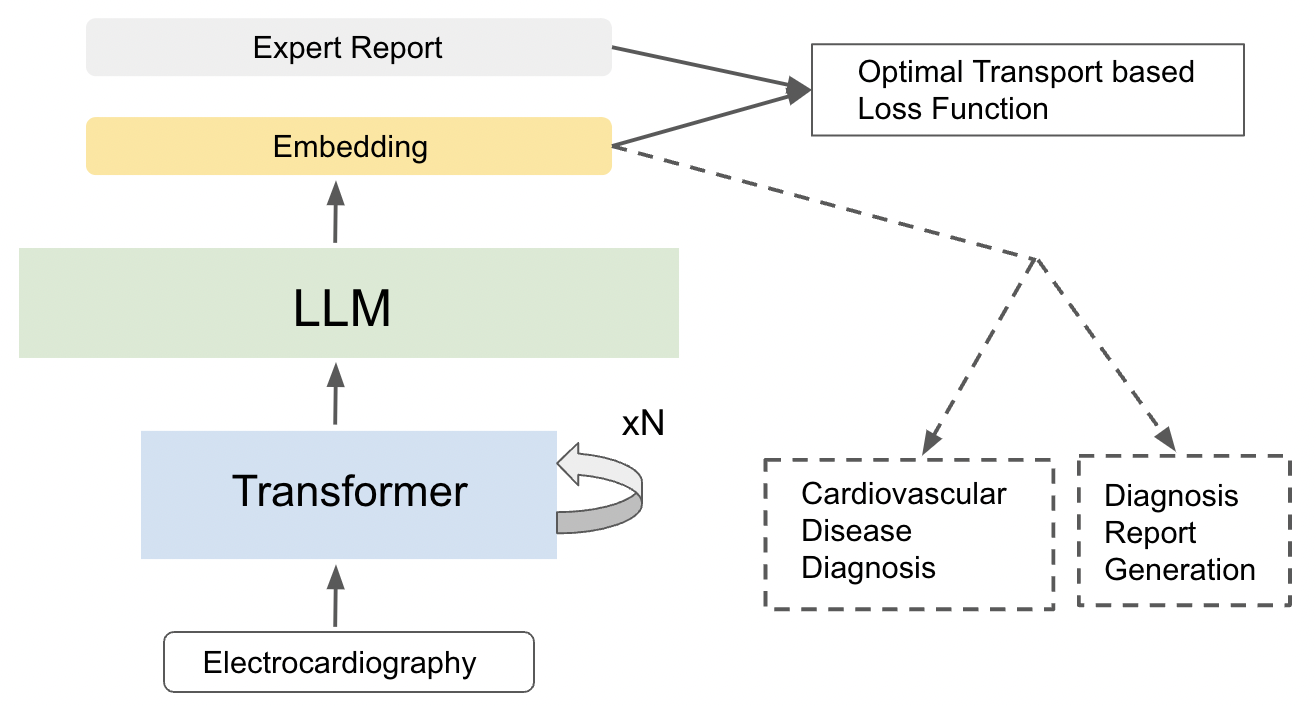 Expert Report
Optimal Transport based
Loss Function
Embedding
LLM
xN
Transformer
Cardiovascular
Disease
Diagnosis
Diagnosis
Report
Generation
Electrocardiography